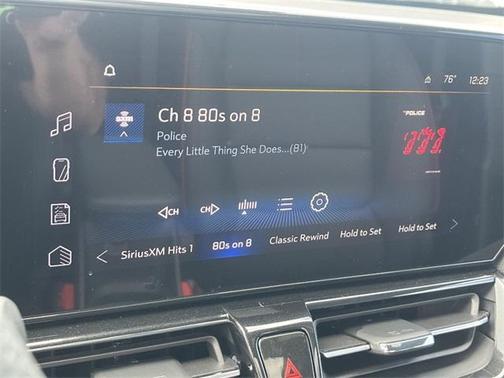 76° 12:23
Ch 8 80s on 8
Police
Every Little Thing She Does...(81)
POLICE
CH CH
SiriusXM Hits 1 80s on 8 Classic Rewind Hold to Set Hold to Set